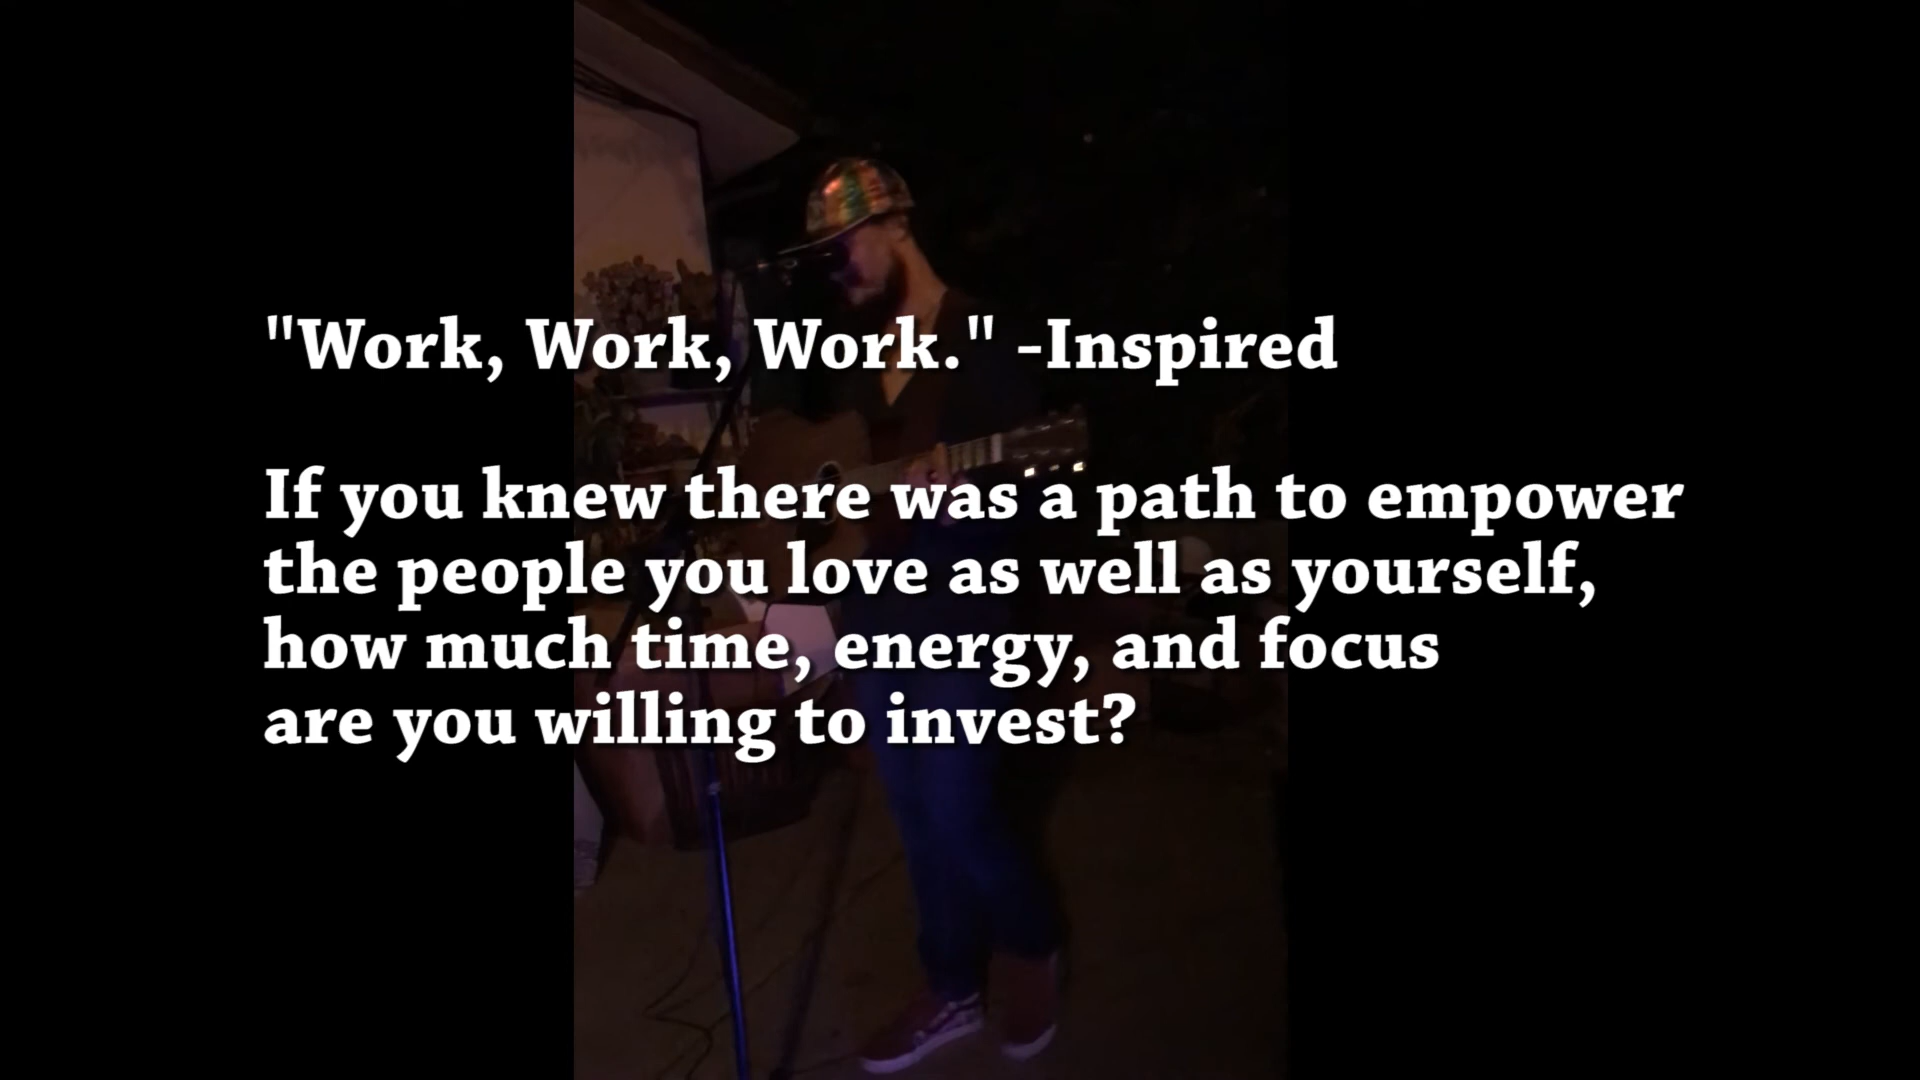 "Work, Work, Work." -Inspired
If you knew there was a path to empower
the people you love as well as yourself,
how much time, energy, and focus
are you willing to invest?